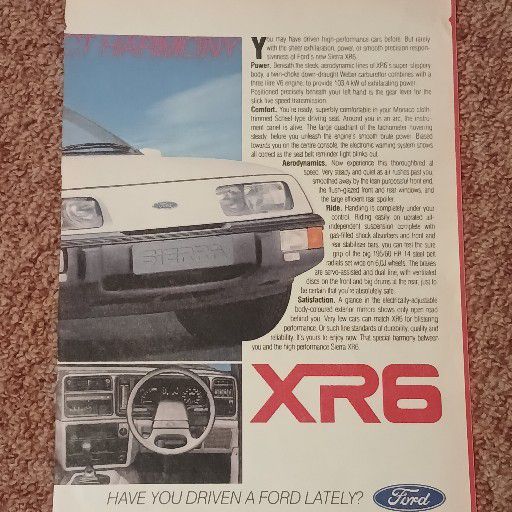 CT HARMONY
You may have driven high-performance cars before. But rarely
with the sheer exhilaration, power, or smooth precision respon-
siveness of Ford's new Sierra XR6.
Power. Beneath the sleek, aerodynamic lines of XR6's super-slippery
body, a twin-choke down-draught Weber carburettor combines with a
three litre V6 engine, to provide 103,4 kW of exhilarating power.
Positioned precisely beneath your left hand is the gear lever for the
slick five speed transmission.
Comfort. You're ready, superbly comfortable in your Monaco cloth-
trimmed Scheel type driving seat. Around you in an arc, the instru-
ment panel is alive. The large quadrant of the tachometer hovering
steady before you unleash the engine's smooth brute power. Biased
towards you on the centre console, the electronic warning system shows
all correct as the seat belt reminder light blinks out.
Aerodynamics. Now experience this thoroughbred at
speed. Very steady and quiet as air rushes past you,
smoothed away by the lean purposeful front end,
the flush-glazed front and rear windows, and
the large efficient rear spoiler.
Ride. Handling is completely under your
control. Riding easily on uprated all-
independent suspension complete with
gas-filled shock absorbers and front and
rear stabiliser bars, you can feel the sure
grip of the big 195/60 HR 14 steel belt
radials set wide on 6,0J wheels. The brakes
are servo-assisted and dual line, with ventilated
discs on the front and big drums at the rear, just to
be certain that you're absolutely safe.
Satisfaction. A glance in the electrically-adjustable
body-coloured exterior mirrors shows only open road
behind you. Very few cars can match XR6 for blistering
performance. Or such fine standards of durability, quality and
reliability. It's yours to enjoy now. That special harmony between
you and the high performance Sierra XR6.
Ford
SIERRA
XR6
HAVE YOU DRIVEN A FORD LATELY?
Ford